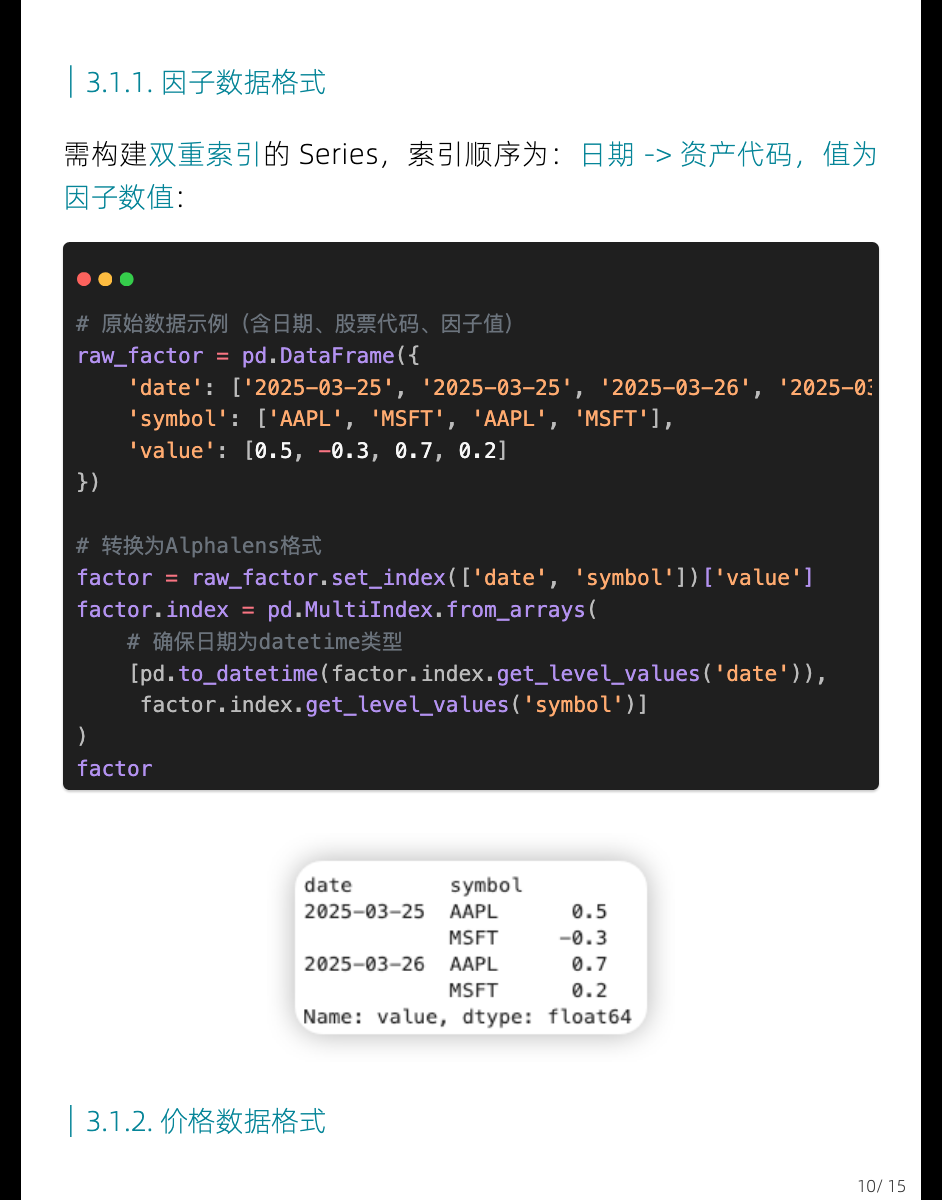 3.1.1. 因子数据格式
需构建双重索引的 Series，索引顺序为：日期 -> 资产代码，值为
因子数值：
# 原始数据示例（含日期、股票代码、因子值）
raw_factor = pd.DataFrame({
    'date': ['2025-03-25', '2025-03-25', '2025-03-26', '2025-03
    'symbol': ['AAPL', 'MSFT', 'AAPL', 'MSFT'],
    'value': [0.5, -0.3, 0.7, 0.2]
})
# 转换为Alphalens格式
factor = raw_factor.set_index(['date', 'symbol'])['value']
factor.index = pd.MultiIndex.from_arrays(
    # 确保日期为datetime类型
    [pd.to_datetime(factor.index.get_level_values('date')),
     factor.index.get_level_values('symbol')]
)
factor
date        symbol
2025-03-25  AAPL      0.5
            MSFT     -0.3
2025-03-26  AAPL      0.7
            MSFT      0.2
Name: value, dtype: float64
3.1.2. 价格数据格式
10/ 15